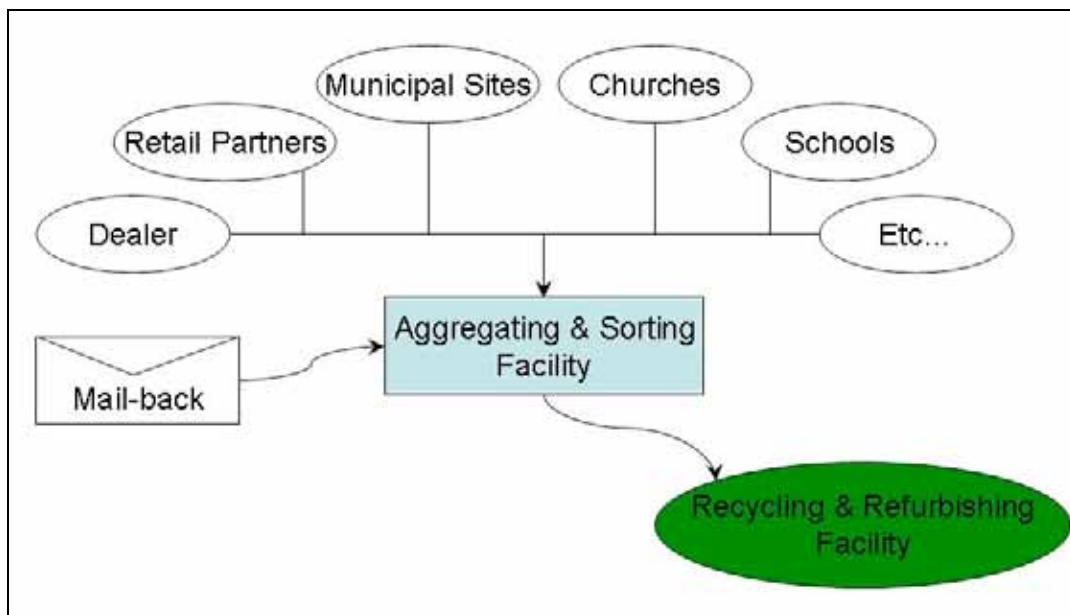 Municipal Sites
Churches
Retail Partners
Schools
Dealer
Etc...
Aggregating & Sorting
Facility
Mail-back
Recycling & Refurbishing
Facility